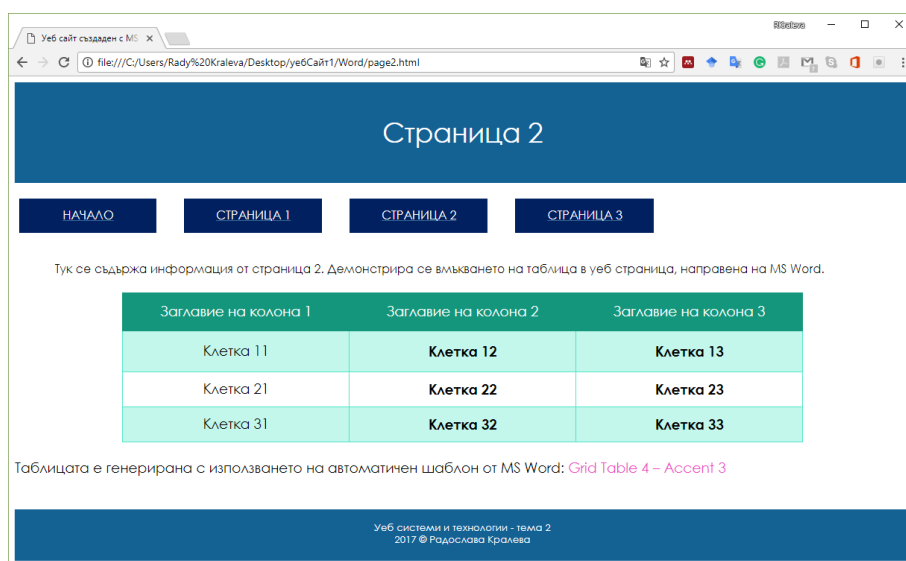 Уеб сайт създаден с MS
file:///C:/Users/Rady%20Kraleva/Desktop/уебСайт1/Word/page2.html
Страница 2
НАЧАЛО СТРАНИЦА 1 СТРАНИЦА 2 СТРАНИЦА 3
Тук се съдържа информация от страница 2. Демонстрира се вмъкването на таблица в уеб страница, направена на MS Word.
Заглавие на колона 1 Заглавие на колона 2 Заглавие на колона 3
Клетка 11 Клетка 12 Клетка 13
Клетка 21 Клетка 22 Клетка 23
Клетка 31 Клетка 32 Клетка 33
Таблицата е генерирана с използването на автоматичен шаблон от MS Word: Grid Table 4 – Accent 3
Уеб системи и технологии - тема 2
2017 © Радослава Кралева